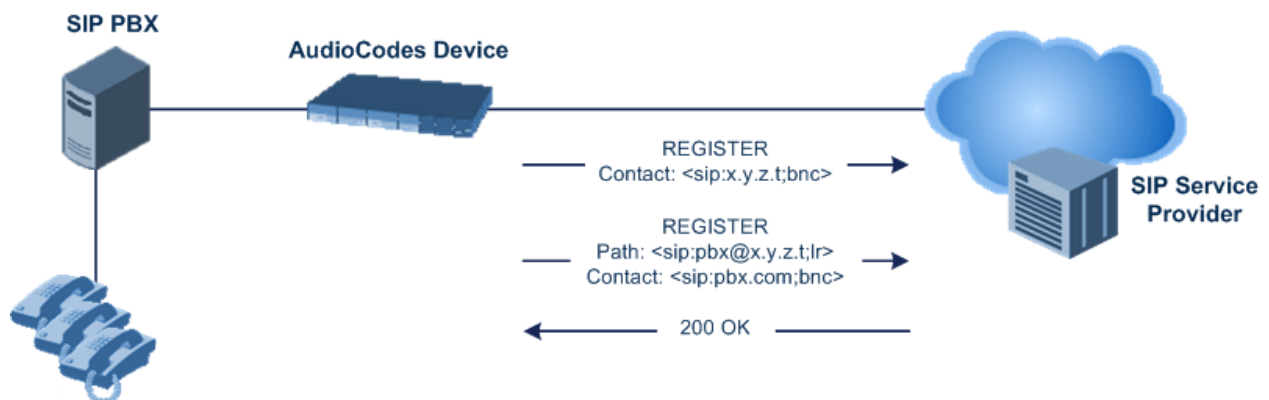 SIP PBX
AudioCodes Device
REGISTER
Contact: <sip:x.y.z.t;bnc>
SIP Service
Provider
REGISTER
Path: <sip:pbx@x.y.z.t;lr>
Contact: <sip:pbx.com;bnc>
200 OK